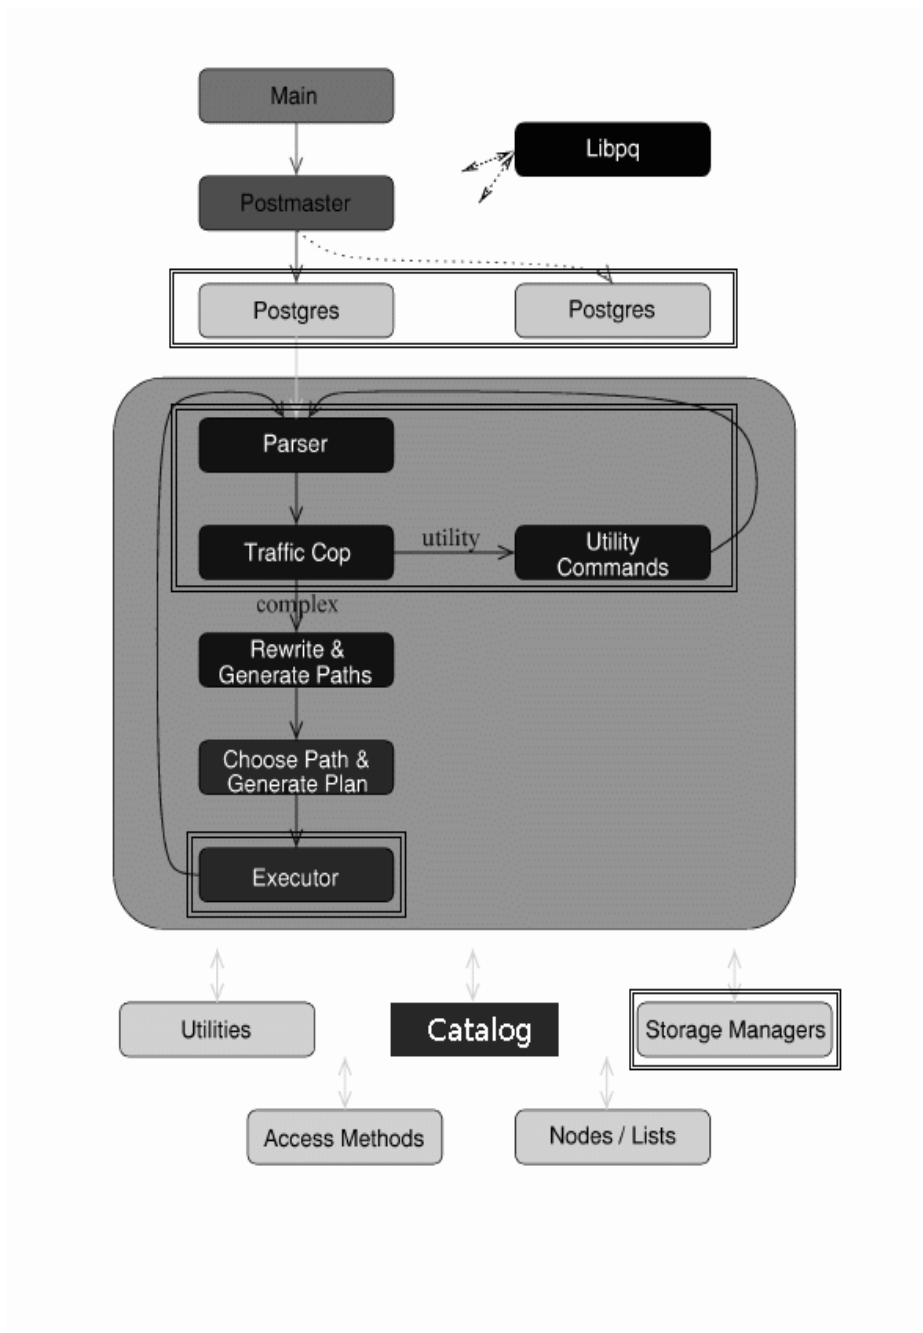 Main
Libpq
Postmaster
Postgres
Postgres
Parser
Traffic Cop
utility
Utility
Commands
complex
Rewrite &
Generate Paths
Choose Path &
Generate Plan
Executor
Utilities
Catalog
Storage Managers
Access Methods
Nodes / Lists